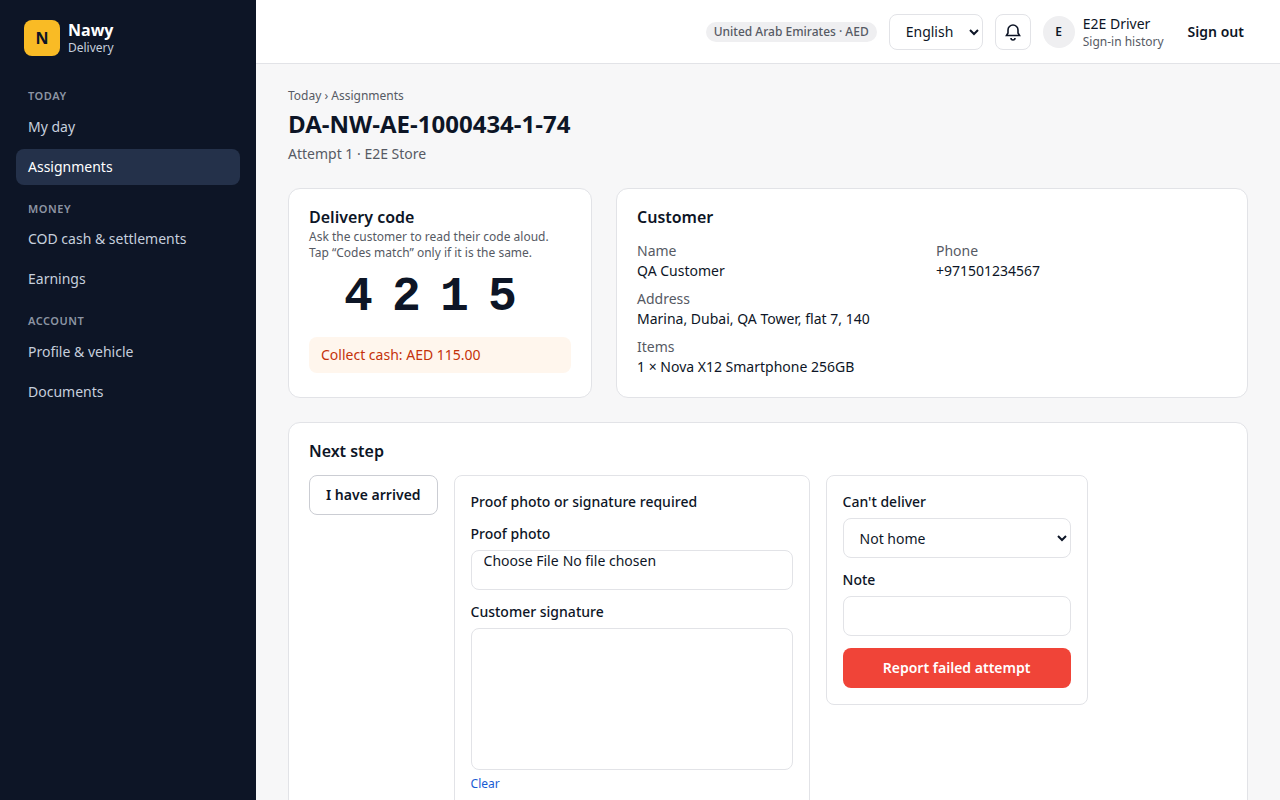 N
Nawy
Delivery
TODAY
My day
Assignments
MONEY
COD cash & settlements
Earnings
ACCOUNT
Profile & vehicle
Documents
United Arab Emirates · AED
English
E
E2E Driver
Sign-in history
Sign out
Today › Assignments
DA-NW-AE-1000434-1-74
Attempt 1 · E2E Store
Delivery code
Ask the customer to read their code aloud.
Tap “Codes match” only if it is the same.
4 2 1 5
Collect cash: AED 115.00
Customer
Name
QA Customer
Phone
+971501234567
Address
Marina, Dubai, QA Tower, flat 7, 140
Items
1 × Nova X12 Smartphone 256GB
Next step
I have arrived
Proof photo or signature required
Proof photo
Choose File No file chosen
Customer signature
Clear
Can't deliver
Not home
Note
Report failed attempt